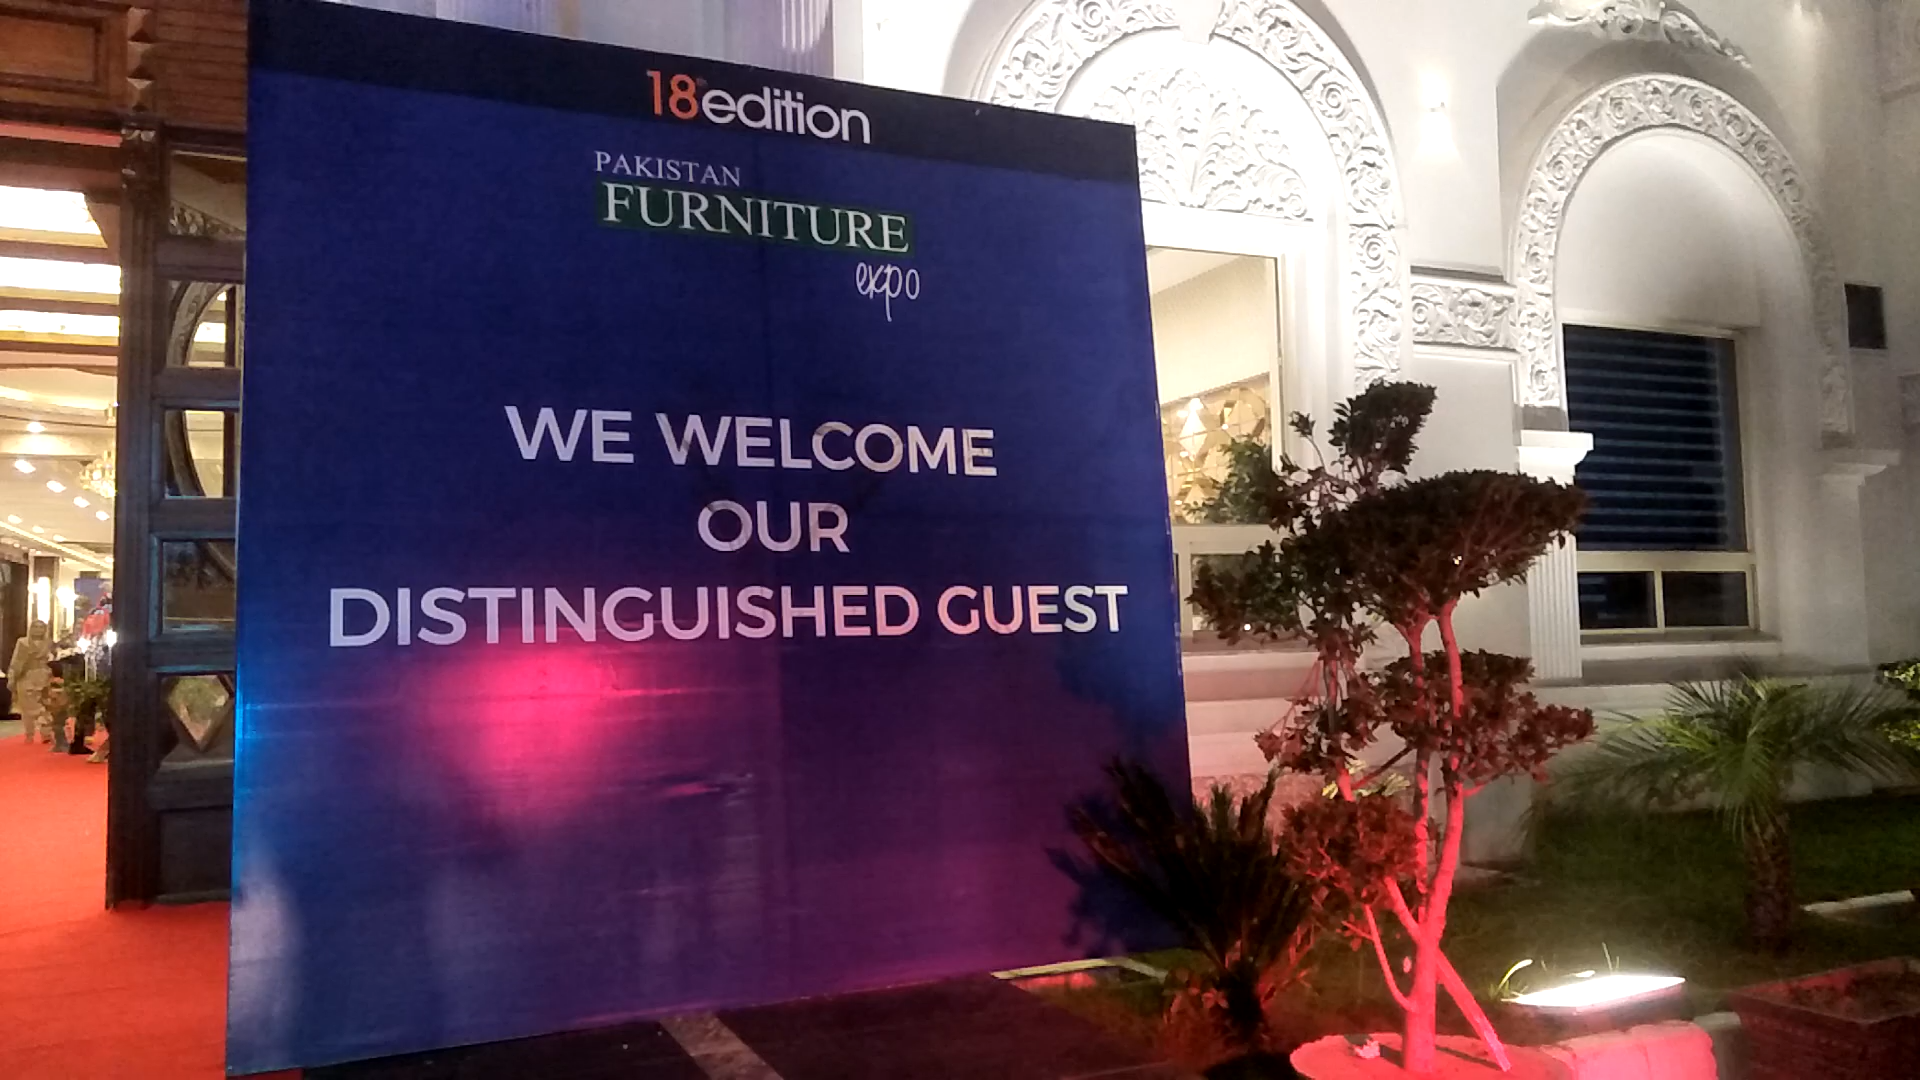 18th edition
PAKISTAN
FURNITURE
expo
WE WELCOME
OUR
DISTINGUISHED GUEST